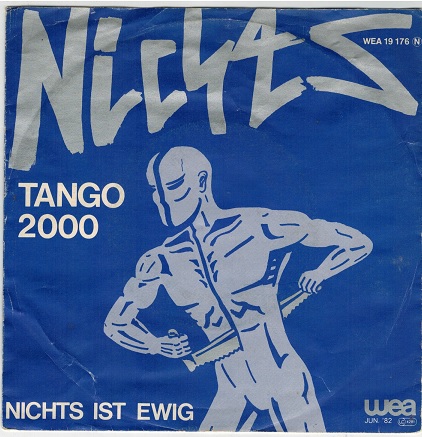 NICHTS
WEA 19 176 N
TANGO
2000
NICHTS IST EWIG
wea
JUN. '82